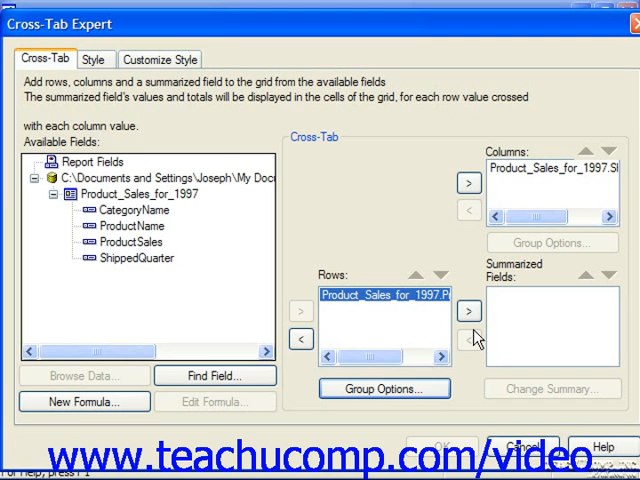 Cross-Tab Expert
Cross-Tab
Style
Customize Style
Add rows, columns and a summarized field to the grid from the available fields
The summarized field's values and totals will be displayed in the cells of the grid, for each row value crossed
with each column value.
Available Fields:
Report Fields
C:\Documents and Settings\Joseph\My Docu
Product_Sales_for_1997
CategoryName
ProductName
ProductSales
ShippedQuarter
Browse Data...
Find Field...
New Formula...
Edit Formula...
Cross-Tab
Columns:
Product_Sales_for_1997.SI
>
<
Group Options...
Rows:
Product_Sales_for_1997.P
>
<
Group Options...
Summarized
Fields:
>
<
Change Summary...
OK
Cancel
Help
For Help, press F1
www.teachucomp.com/video